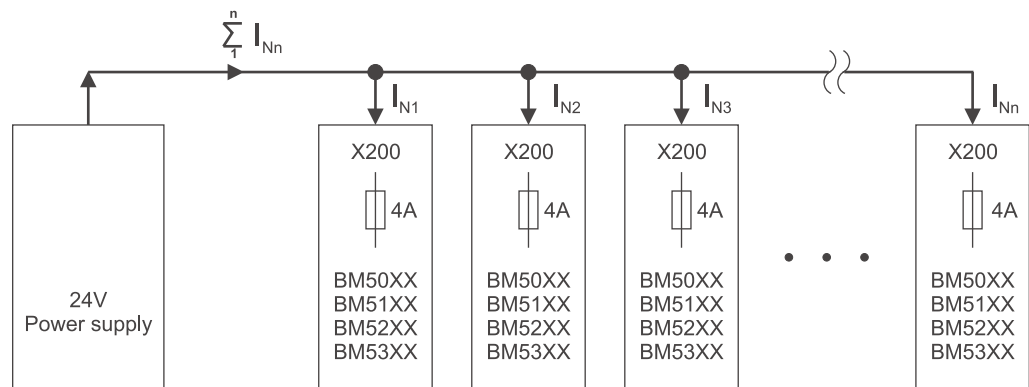 n
∑ I_Nn
1
I_N1 I_N2 I_N3 I_Nn
X200 X200 X200 X200
4A 4A 4A 4A
• • •
24V
Power supply
BM50XX BM50XX BM50XX BM50XX
BM51XX BM51XX BM51XX BM51XX
BM52XX BM52XX BM52XX BM52XX
BM53XX BM53XX BM53XX BM53XX